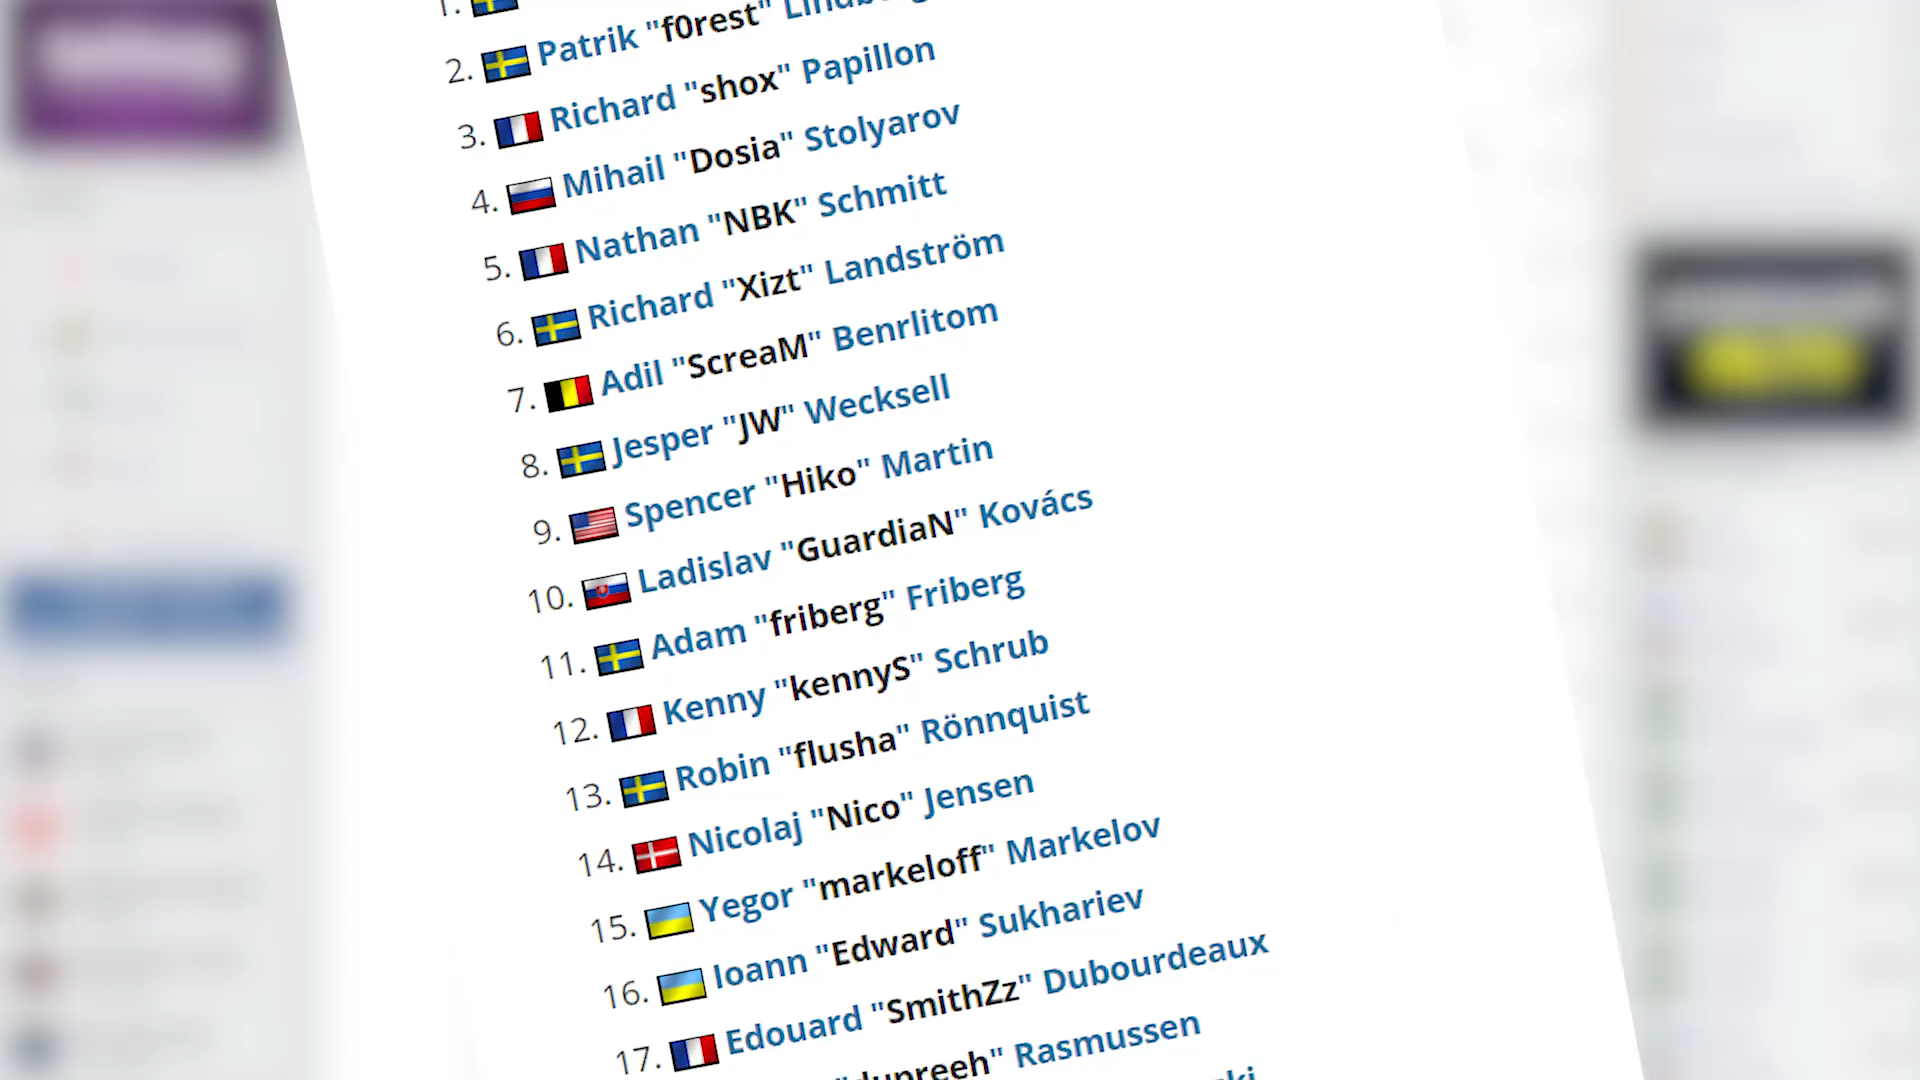 1.
2. Patrik "f0rest"
3. Richard "shox" Papillon
4. Mihail "Dosia" Stolyarov
5. Nathan "NBK" Schmitt
6. Richard "Xizt" Landström
7. Adil "ScreaM" Benrlitom
8. Jesper "JW" Wecksell
9. Spencer "Hiko" Martin
10. Ladislav "GuardiaN" Kovács
11. Adam "friberg" Friberg
12. Kenny "kennyS" Schrub
13. Robin "flusha" Rönnquist
14. Nicolaj "Nico" Jensen
15. Yegor "markeloff" Markelov
16. Ioann "Edward" Sukhariev
17. Edouard "SmithZz" Dubourdeaux
"dupreeh" Rasmussen